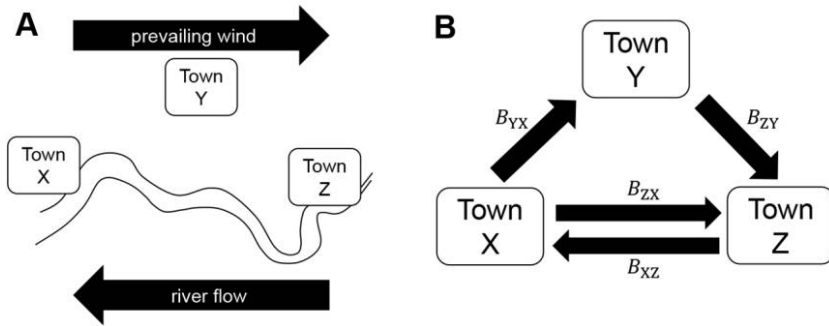 A
prevailing wind
Town
Y
Town
X
Town
Z
river flow
B
Town
Y
B_YX
B_ZY
Town
X
B_ZX
B_XZ
Town
Z